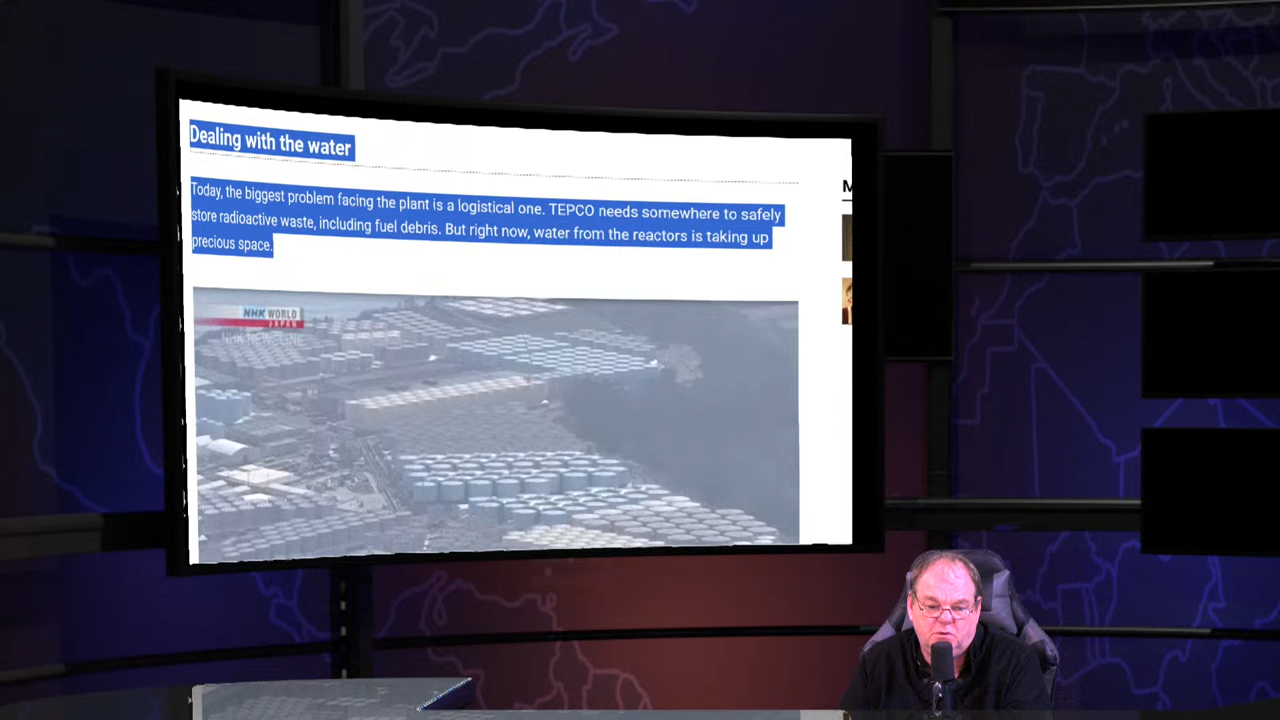 Dealing with the water
Today, the biggest problem facing the plant is a logistical one. TEPCO needs somewhere to safely
store radioactive waste, including fuel debris. But right now, water from the reactors is taking up
precious space.
M
NHK WORLD
JAPAN
NHK NEWSLINE